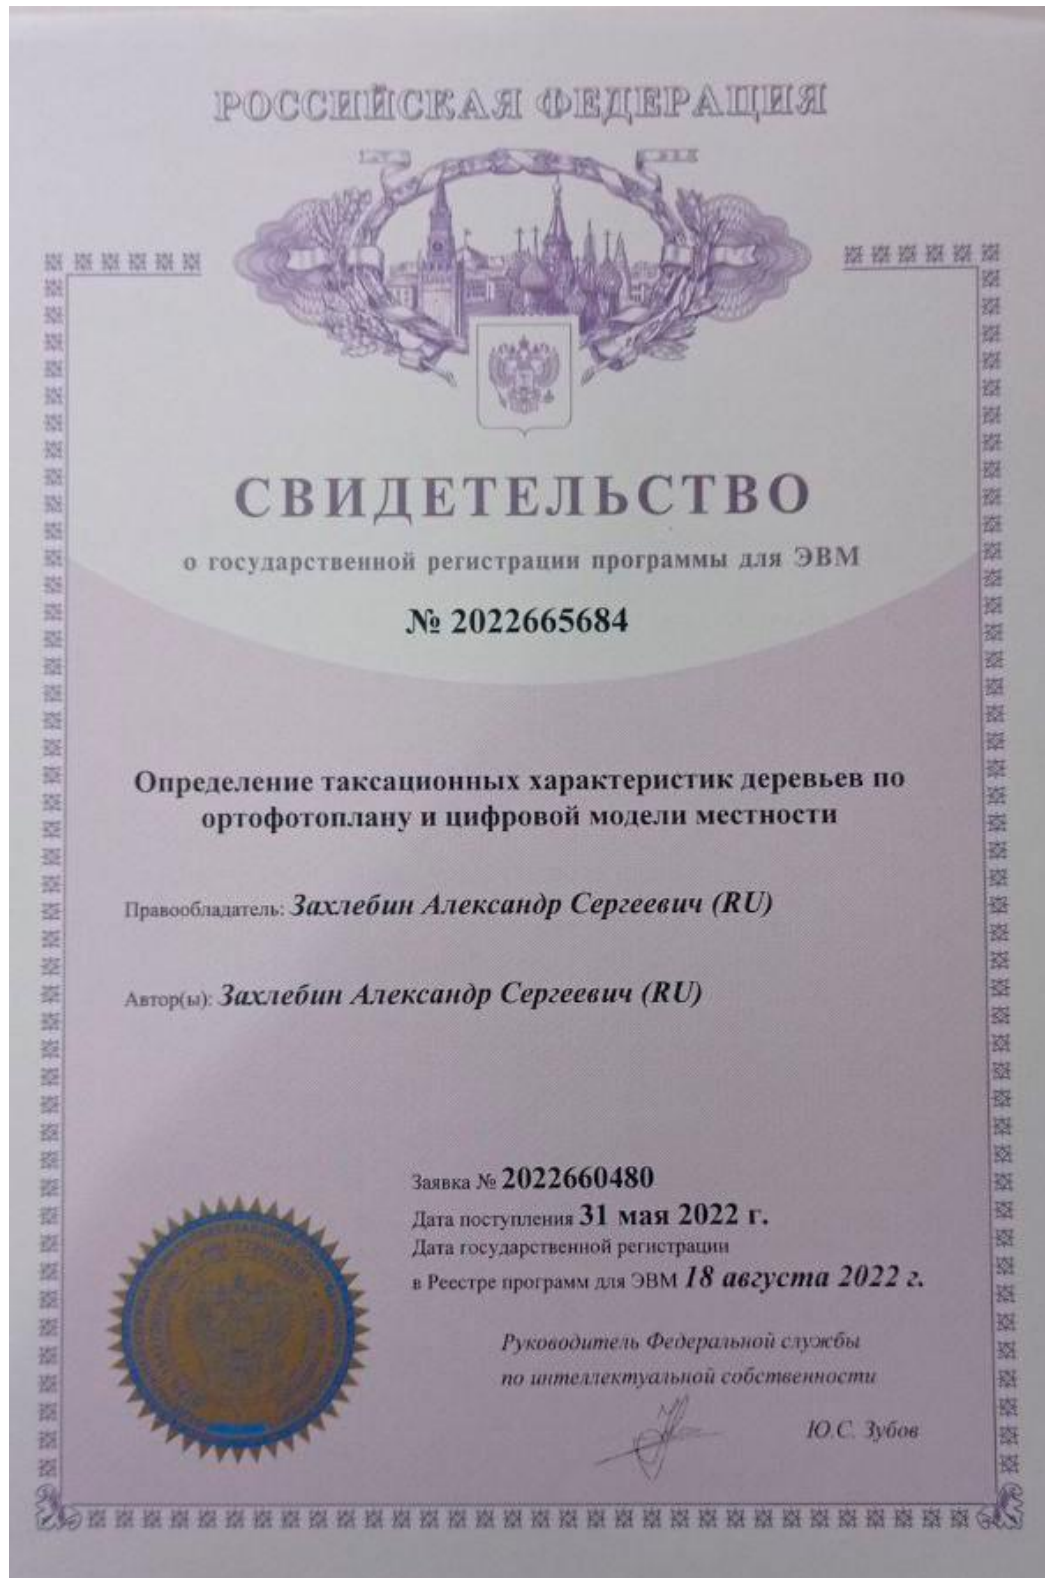 РОССИЙСКАЯ ФЕДЕРАЦИЯ
СВИДЕТЕЛЬСТВО
о государственной регистрации программы для ЭВМ
№ 2022665684
Определение таксационных характеристик деревьев по
ортофотоплану и цифровой модели местности
Правообладатель: Захлебин Александр Сергеевич (RU)
Автор(ы): Захлебин Александр Сергеевич (RU)
Заявка № 2022660480
Дата поступления 31 мая 2022 г.
Дата государственной регистрации
в Реестре программ для ЭВМ 18 августа 2022 г.
Руководитель Федеральной службы
по интеллектуальной собственности
Ю.С. Зубов